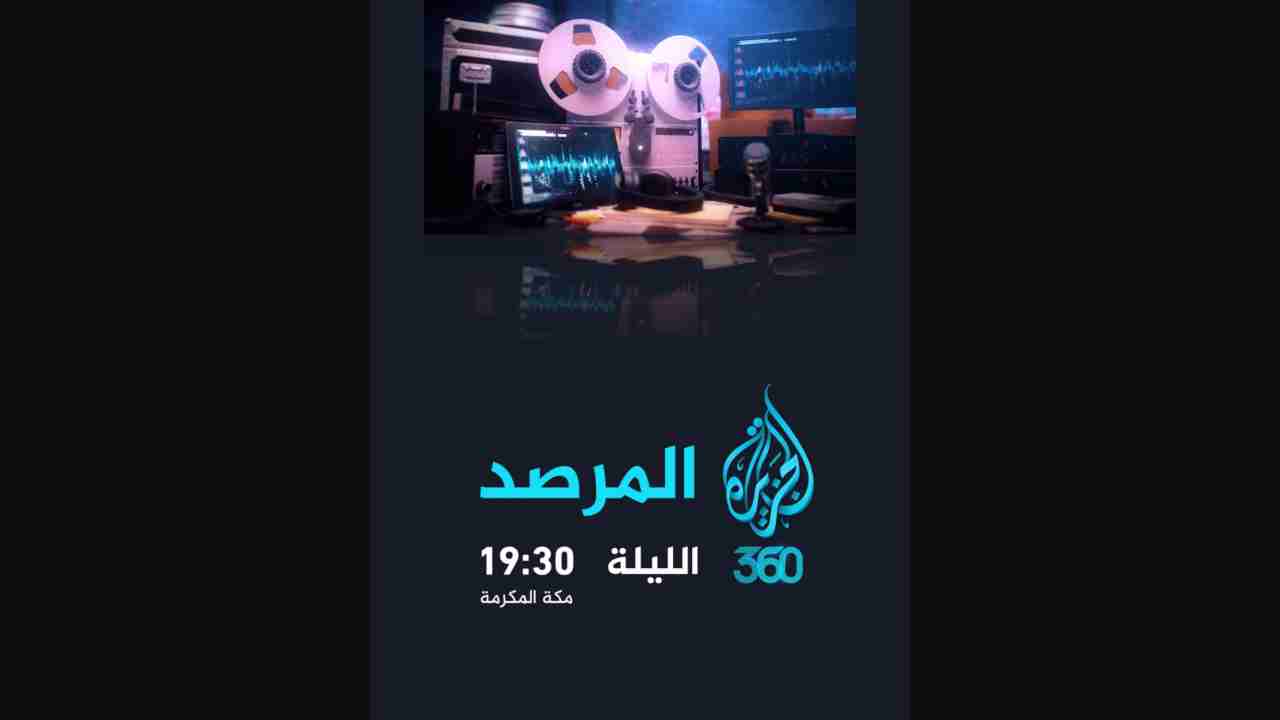 الجزيرة
360
المرصد
الليلة 19:30
مكة المكرمة